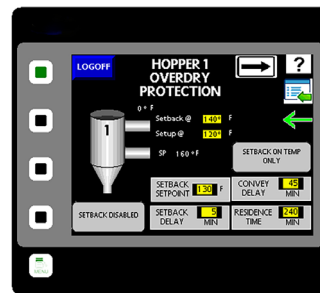 LOGOFF
HOPPER 1
OVERDRY
PROTECTION
?
0 ° F
Setback @ 140° F
Setup @ 120° F
1
SP 160 °F
SETBACK ON TEMP
ONLY
SETBACK
SETPOINT 130 F
CONVEY
DELAY 45
MIN
SETBACK DISABLED
SETBACK
DELAY 5
MIN
RESIDENCE
TIME 240
MIN
MENU